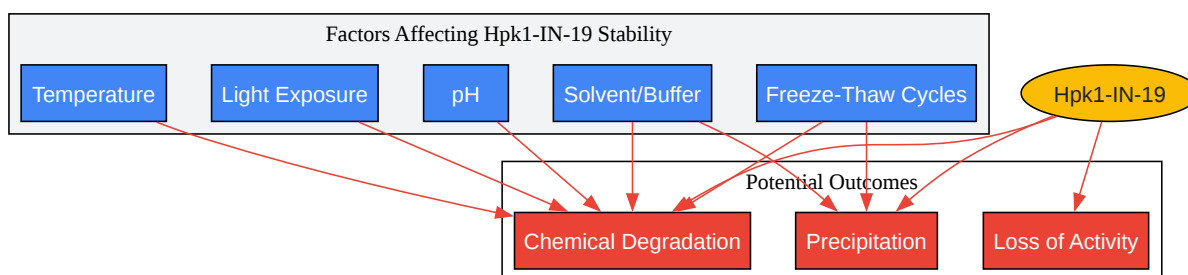 Factors Affecting Hpk1-IN-19 Stability
Temperature
Light Exposure
pH
Solvent/Buffer
Freeze-Thaw Cycles
Hpk1-IN-19
Potential Outcomes
Chemical Degradation
Precipitation
Loss of Activity